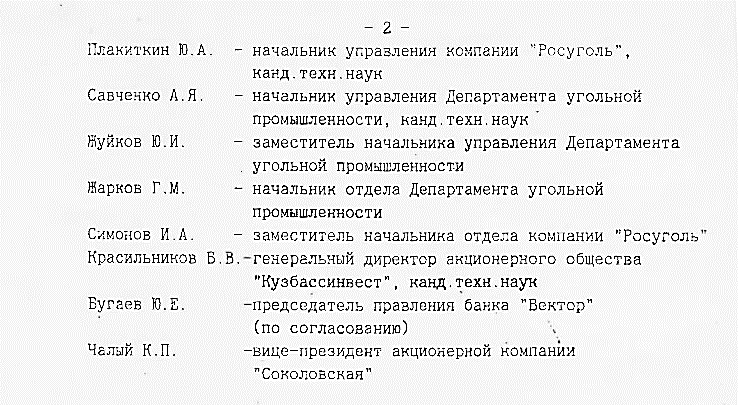 - 2 -
Плакиткин Ю.А. - начальник управления компании "Росуголь",
канд.техн.наук
Савченко А.Я. - начальник управления Департамента угольной
промышленности, канд.техн.наук
Жуйков Ю.И. - заместитель начальника управления Департамента
угольной промышленности
Жарков Г.М. - начальник отдела Департамента угольной
промышленности
Симонов И.А. - заместитель начальника отдела компании "Росуголь"
Красильников Б.В.-генеральный директор акционерного общества
"Кузбассинвест", канд.техн.наук
Бугаев Ю.Е. -председатель правления банка "Вектор"
(по согласованию)
Чалый К.П. -вице-президент акционерной компании
"Соколовская"